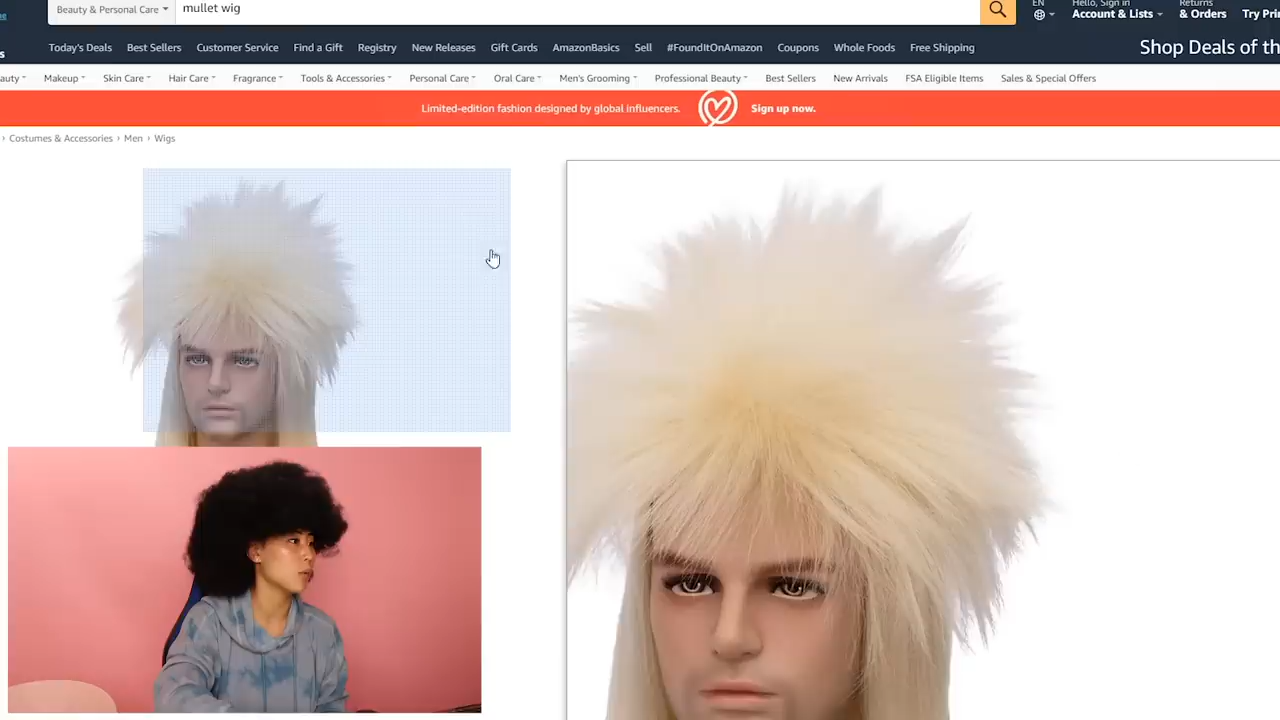 Beauty & Personal Care
mullet wig
EN
Hello, Sign in
Account & Lists
Returns
& Orders
Try Pri
Today's Deals
Best Sellers
Customer Service
Find a Gift
Registry
New Releases
Gift Cards
AmazonBasics
Sell
#FoundItOnAmazon
Coupons
Whole Foods
Free Shipping
Shop Deals of th
auty
Makeup
Skin Care
Hair Care
Fragrance
Tools & Accessories
Personal Care
Oral Care
Men's Grooming
Professional Beauty
Best Sellers
New Arrivals
FSA Eligible Items
Sales & Special Offers
Limited-edition fashion designed by global influencers.
Sign up now.
› Costumes & Accessories › Men › Wigs